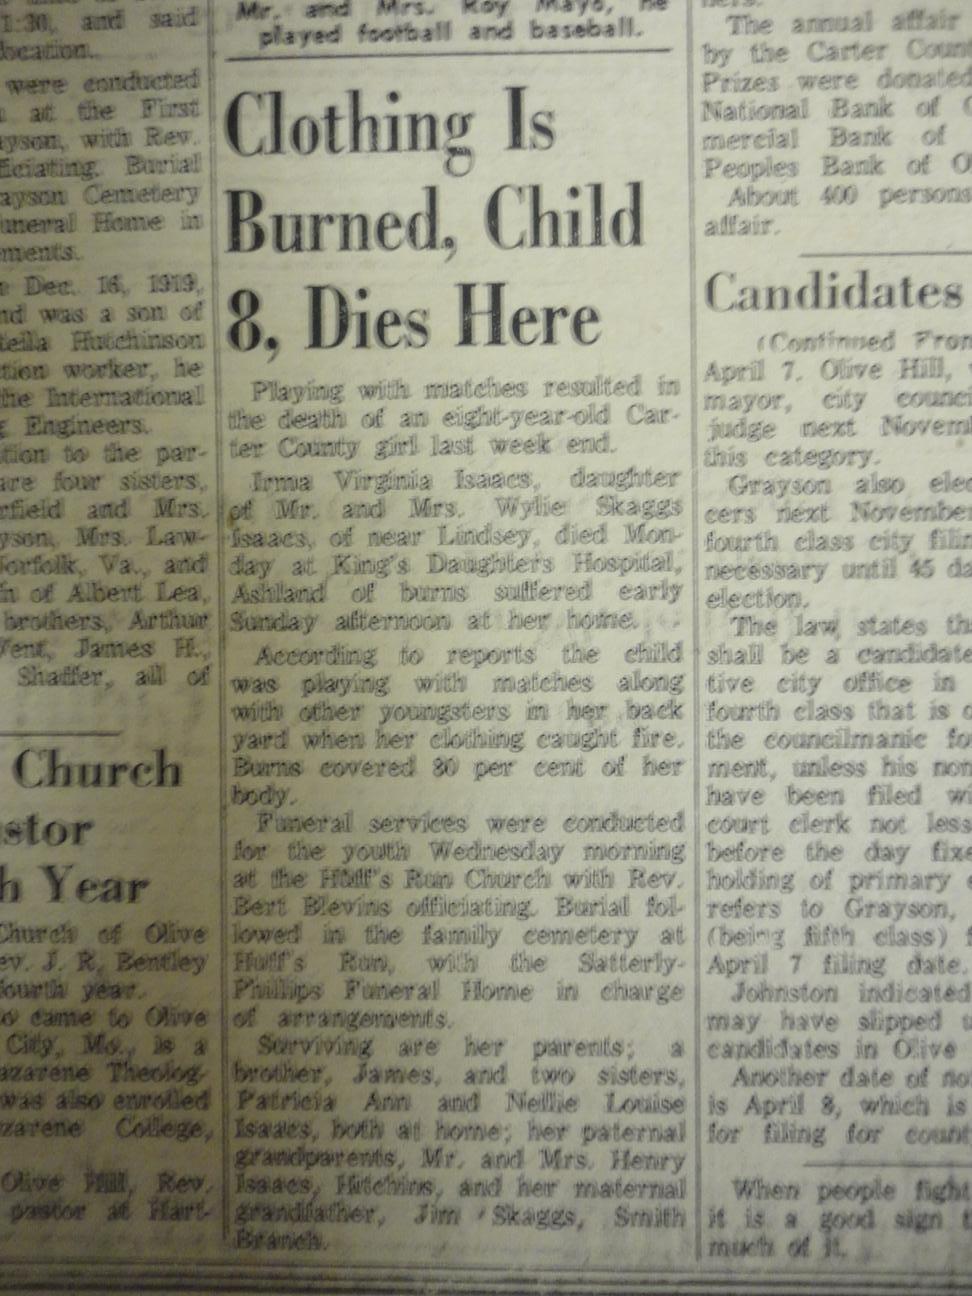 1:30, and said
location.
were conducted
at the First
Grayson, with Rev.
officiating. Burial
Grayson Cemetery
Funeral Home in
Dec. 16, 1919,
and was a son of
Hutchinson
worker, he
the International
Engineers.
to the par-
are four sisters,
and Mrs.
Mrs. Law-
Norfolk, Va., and
of Albert Lea,
brothers, Arthur
James H.,
Shaffer, all of
Church
Pastor
Year
Church of Olive
Rev. J. R. Bentley
fourth year.
came to Olive
City, Mo., is a
Nazarene Theolog-
was also enrolled
Nazarene College,
Olive Hill, Rev.
pastor at Hart-
Mr. and Mrs. Roy Mayo, he
played football and baseball.
Clothing Is
Burned, Child
8, Dies Here
Playing with matches resulted in
the death of an eight-year-old Car-
ter County girl last week end.
Irma Virginia Isaacs, daughter
of Mr. and Mrs. Wylie Skaggs
Isaacs, of near Lindsey, died Mon-
day at King's Daughters Hospital,
Ashland of burns suffered early
Sunday afternoon at her home.
According to reports the child
was playing with matches along
with other youngsters in her back
yard when her clothing caught fire.
Burns covered 80 per cent of her
body.
Funeral services were conducted
for the youth Wednesday morning
at the Huff's Run Church with Rev.
Bert Blevins officiating. Burial fol-
lowed in the family cemetery at
Huff's Run, with the Satterly-
Phillips Funeral Home in charge
of arrangements.
Surviving are her parents; a
brother, James, and two sisters,
Patricia Ann and Nellie Louise
Isaacs, both at home; her paternal
grandparents, Mr. and Mrs. Henry
Isaacs, Hitchins, and her maternal
grandfather, Jim Skaggs, Smith
Branch.
The annual affair
by the Carter Coun
Prizes were donated
National Bank of
mercial Bank of
Peoples Bank of O
About 400 persons
affair.
Candidates
(Continued From
April 7. Olive Hill,
mayor, city counci
judge next Novem
this category.
Grayson also elec
cers next November
fourth class city filin
necessary until 45 da
election.
The law states th
shall be a candidate
tive city office in
fourth class that is
the councilmanic fo
ment, unless his nom
have been filed wi
court clerk not less
before the day fixe
holding of primary
refers to Grayson,
(being fifth class)
April 7 filing date.
Johnston indicated
may have slipped u
candidates in Olive
Another date of no
is April 8, which is
for filing for count
When people fight
it is a good sign t
much of it.